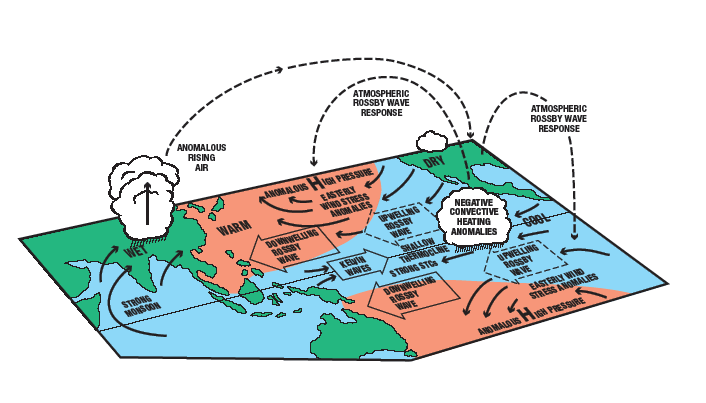 ATMOSPHERIC
ROSSBY WAVE
RESPONSE
ATMOSPHERIC
ROSSBY WAVE
RESPONSE
ANOMALOUS
RISING
AIR
DRY
ANOMALOUS HIGH PRESSURE
EASTERLY
WIND STRESS
ANOMALIES
NEGATIVE
CONVECTIVE
HEATING
ANOMALIES
COOL
UPWELLING
ROSSBY
WAVE
WARM
WET
DOWNWELLING
ROSSBY
WAVE
SHALLOW
THERMOCLINE
STRONG STCs
KELVIN
WAVES
UPWELLING
ROSSBY
WAVE
STRONG
MONSOON
DOWNWELLING
ROSSBY
WAVE
EASTERLY WIND
STRESS ANOMALIES
ANOMALOUS HIGH PRESSURE